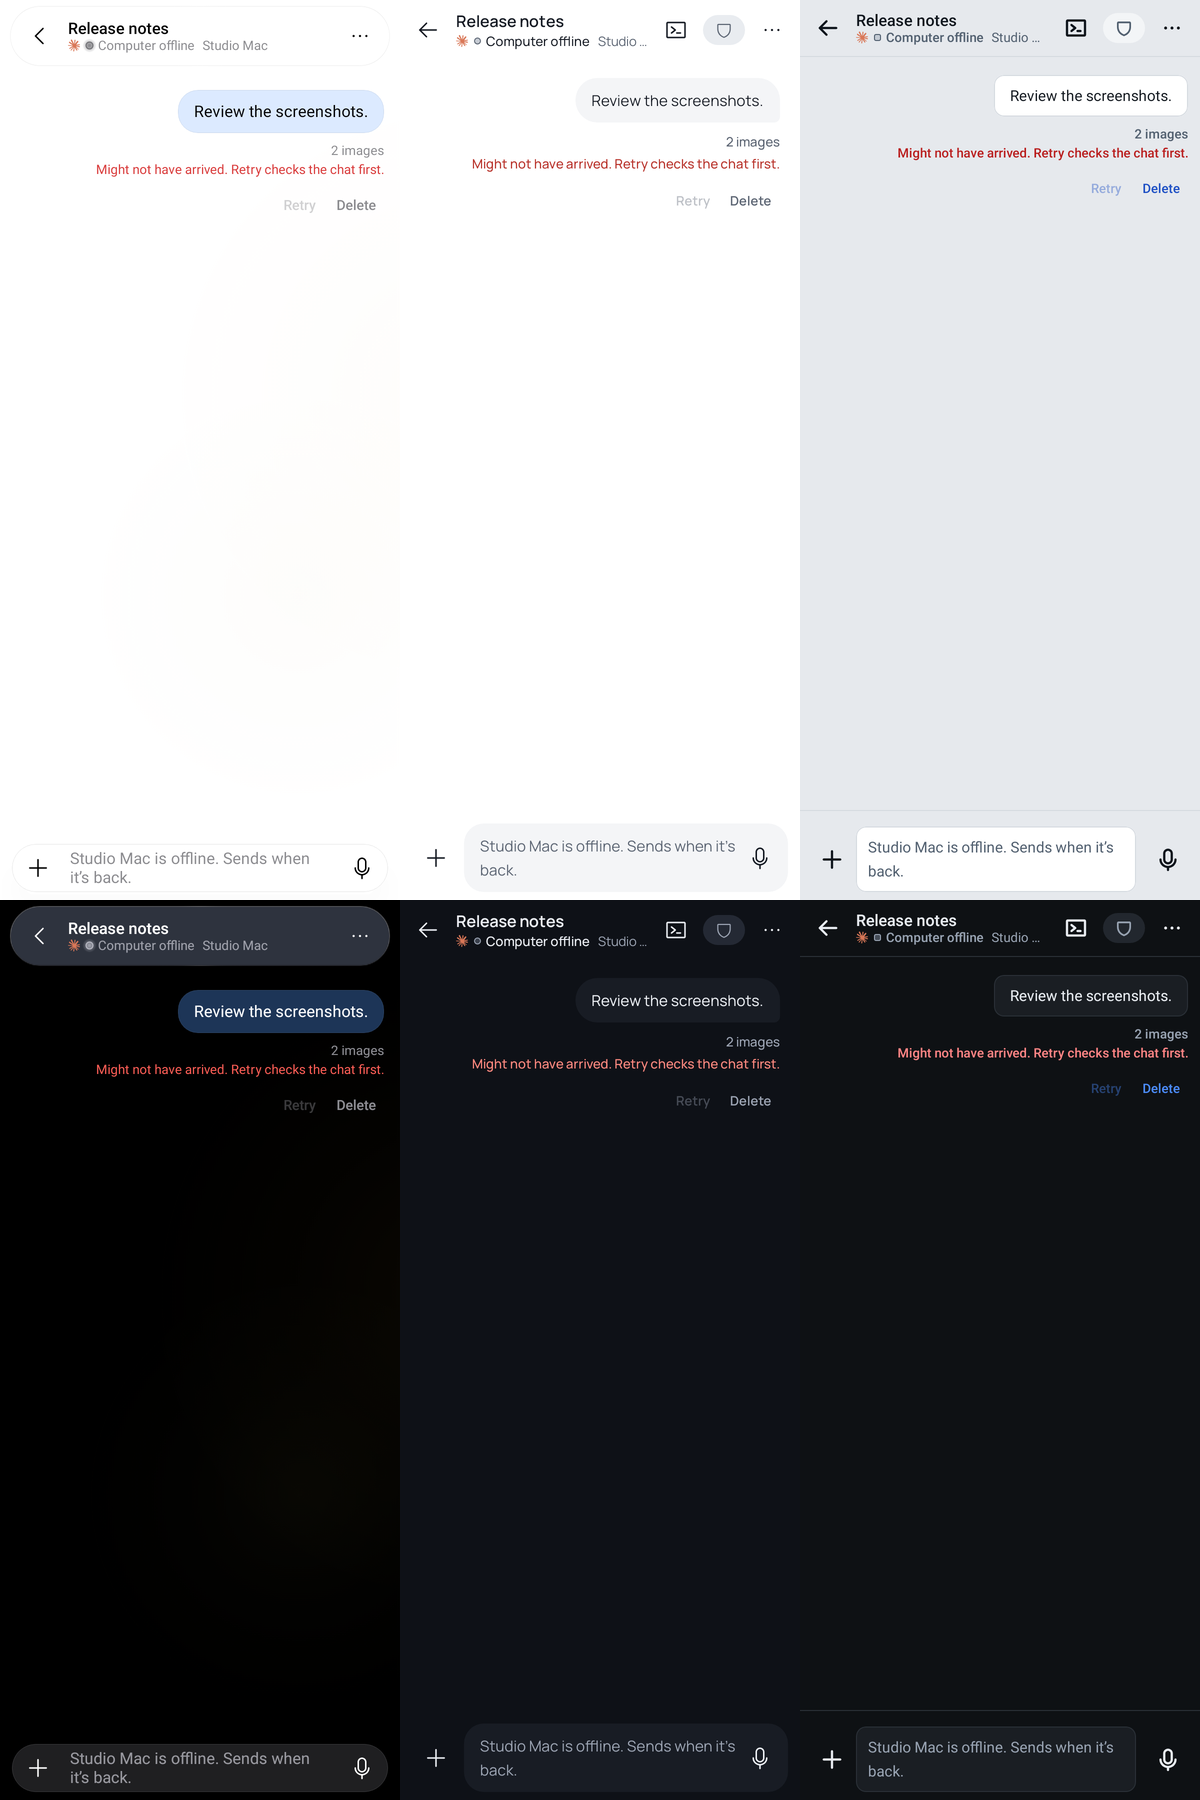 Release notes
Computer offline Studio Mac
Review the screenshots.
2 images
Might not have arrived. Retry checks the chat first.
Retry Delete
Studio Mac is offline. Sends when
it's back.
Release notes
Computer offline Studio ...
Review the screenshots.
2 images
Might not have arrived. Retry checks the chat first.
Retry Delete
Studio Mac is offline. Sends when it's
back.
Release notes
Computer offline Studio ...
Review the screenshots.
2 images
Might not have arrived. Retry checks the chat first.
Retry Delete
Studio Mac is offline. Sends when it's
back.
Release notes
Computer offline Studio Mac
Review the screenshots.
2 images
Might not have arrived. Retry checks the chat first.
Retry Delete
Studio Mac is offline. Sends when
it's back.
Release notes
Computer offline Studio ...
Review the screenshots.
2 images
Might not have arrived. Retry checks the chat first.
Retry Delete
Studio Mac is offline. Sends when it's
back.
Release notes
Computer offline Studio ...
Review the screenshots.
2 images
Might not have arrived. Retry checks the chat first.
Retry Delete
Studio Mac is offline. Sends when it's
back.